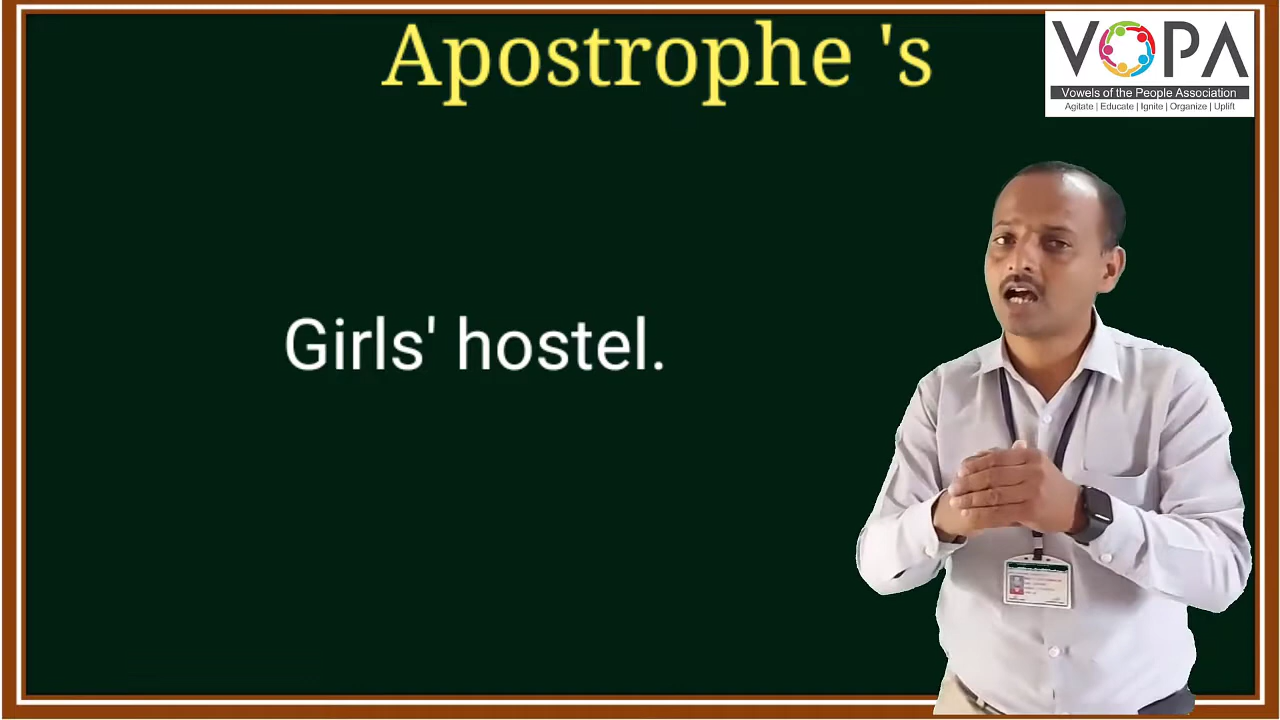 Apostrophe 's
VOPA
Vowels of the People Association
Agitate | Educate | Ignite | Organize | Uplift
Girls' hostel.